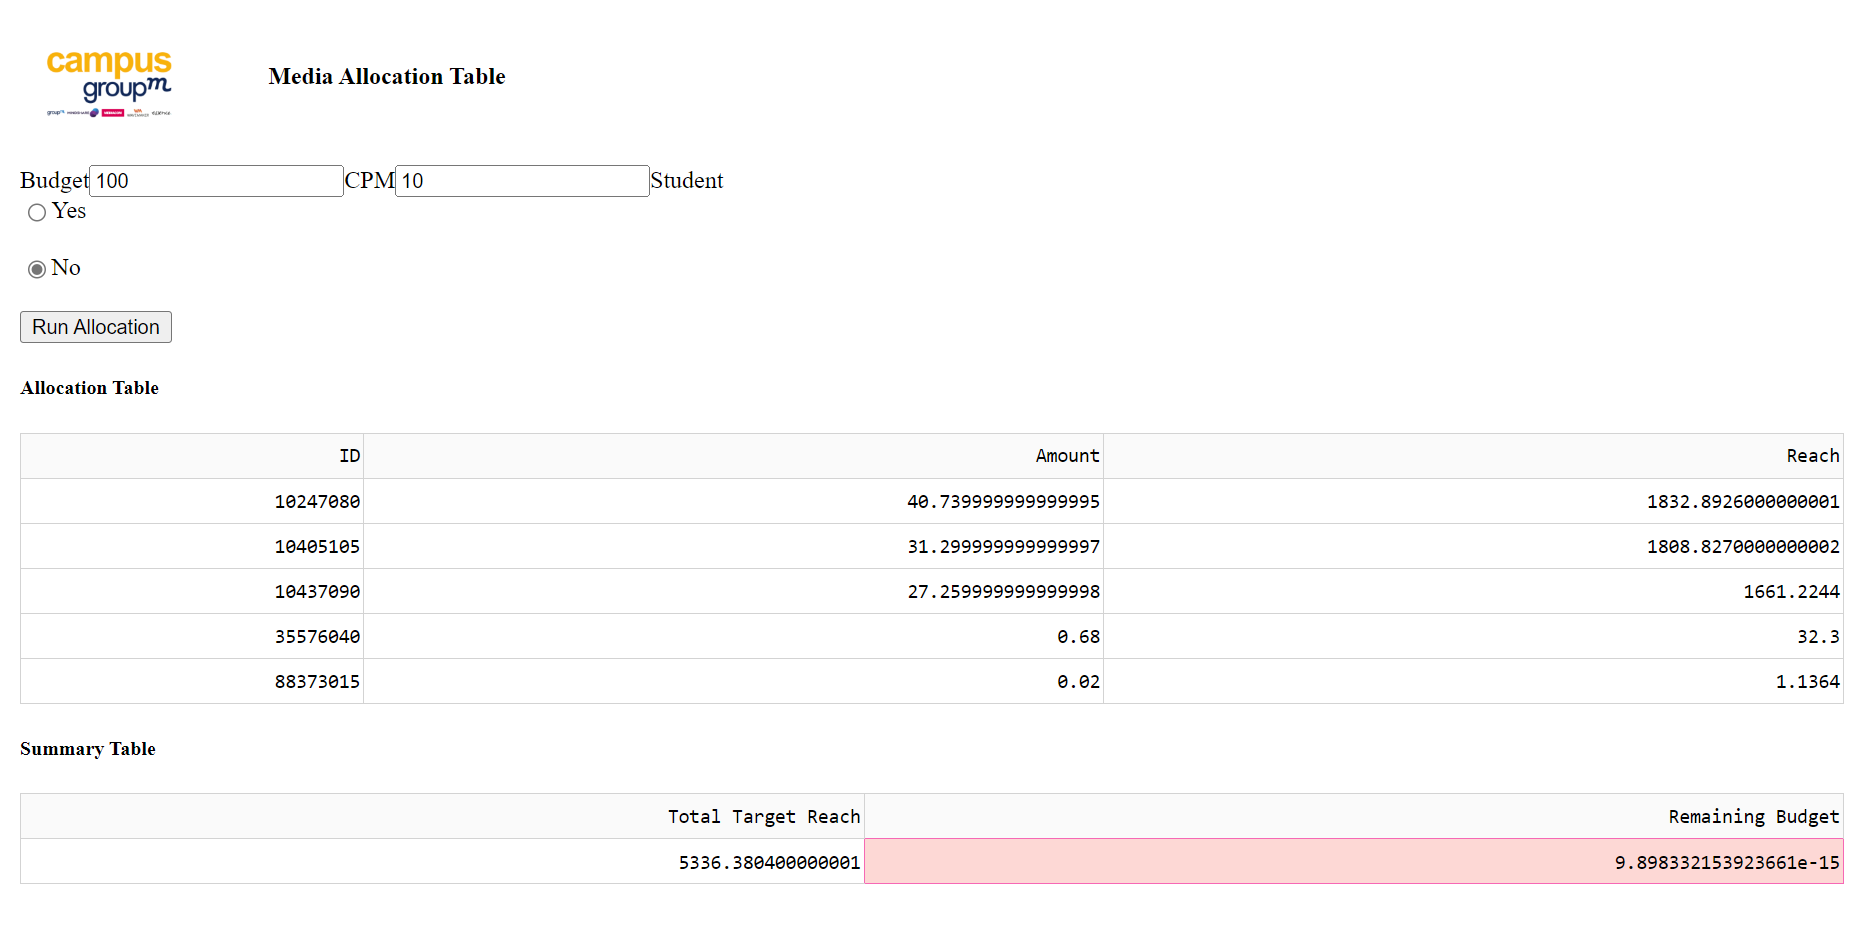 campus
groupm
Media Allocation Table
Budget 100 CPM 10 Student
Yes
No
Run Allocation
Allocation Table
ID Amount Reach
10247080 40.739999999999995 1832.8926000000001
10405105 31.299999999999997 1808.8270000000002
10437090 27.259999999999998 1661.2244
35576040 0.68 32.3
88373015 0.02 1.1364
Summary Table
Total Target Reach Remaining Budget
5336.380400000001 9.898332153923661e-15